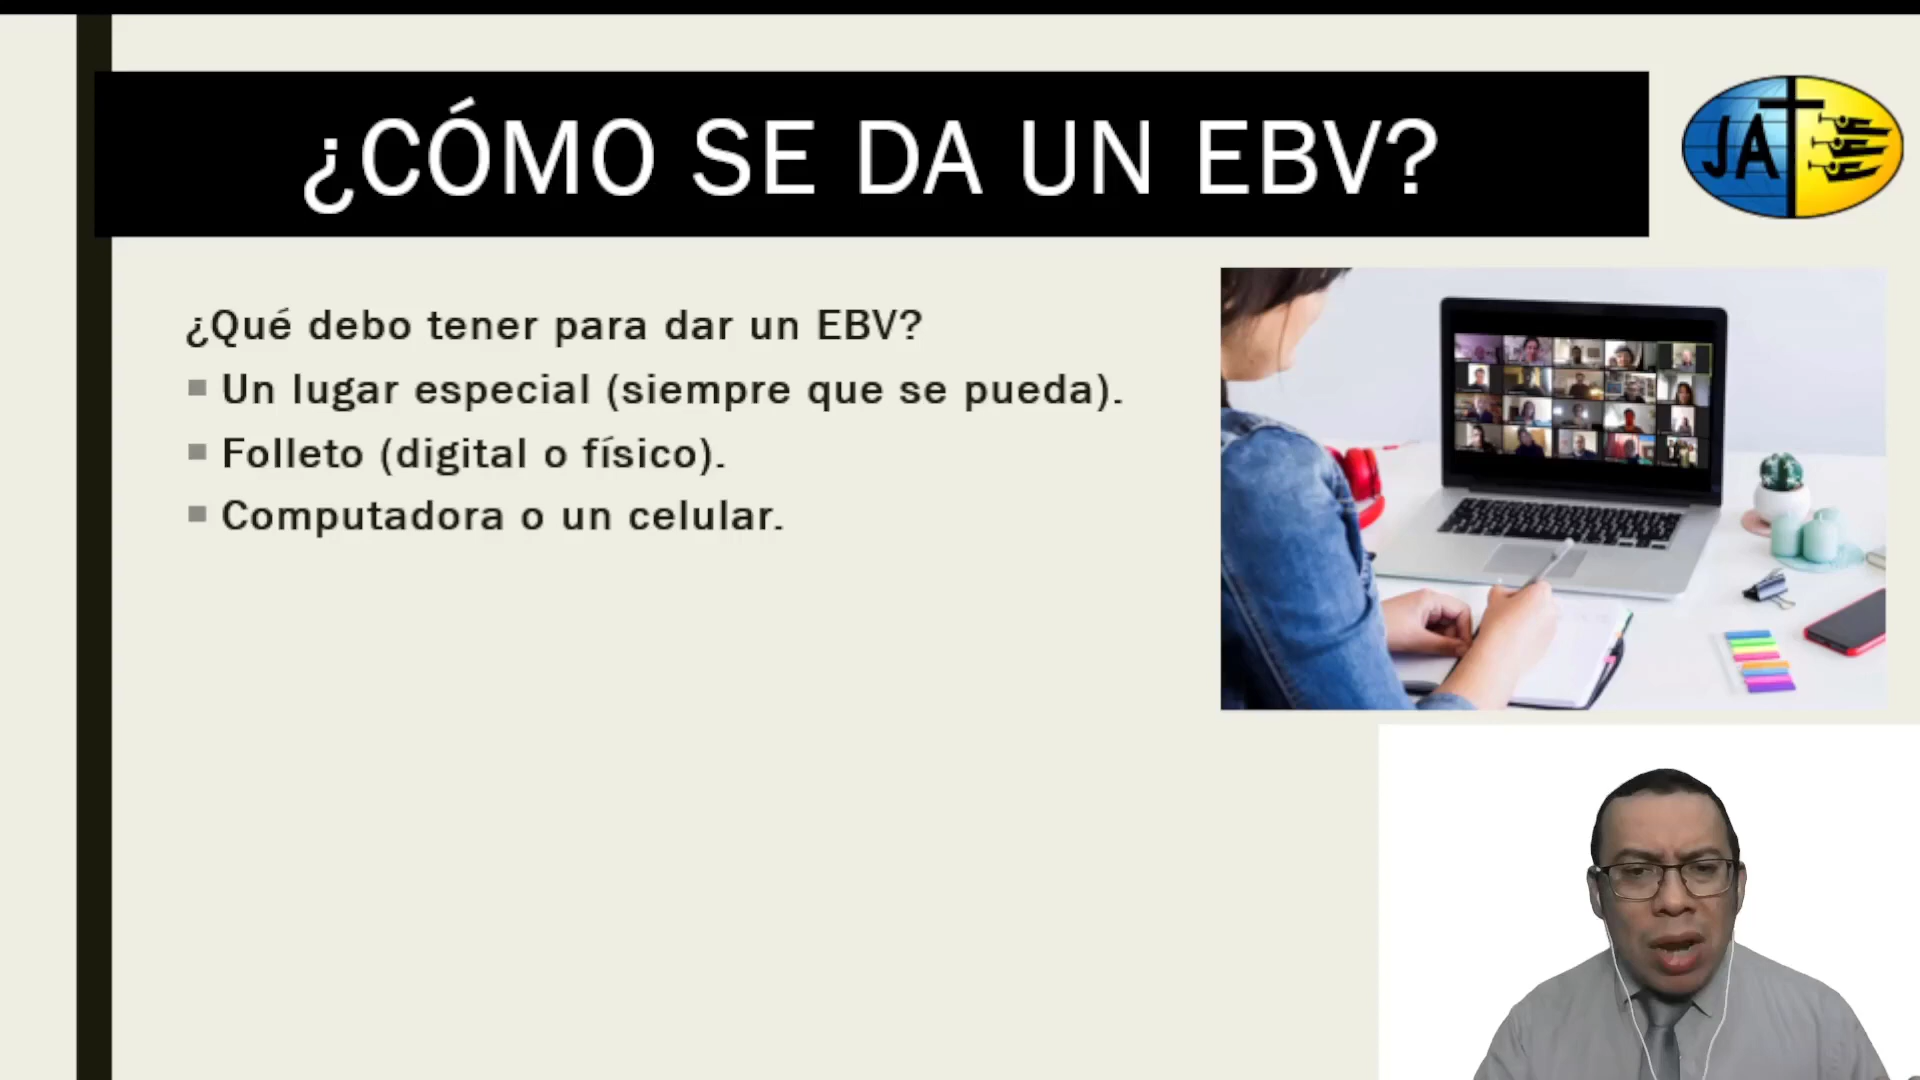 ¿CÓMO SE DA UN EBV?
JA
¿Qué debo tener para dar un EBV?
Un lugar especial (siempre que se pueda).
Folleto (digital o físico).
Computadora o un celular.